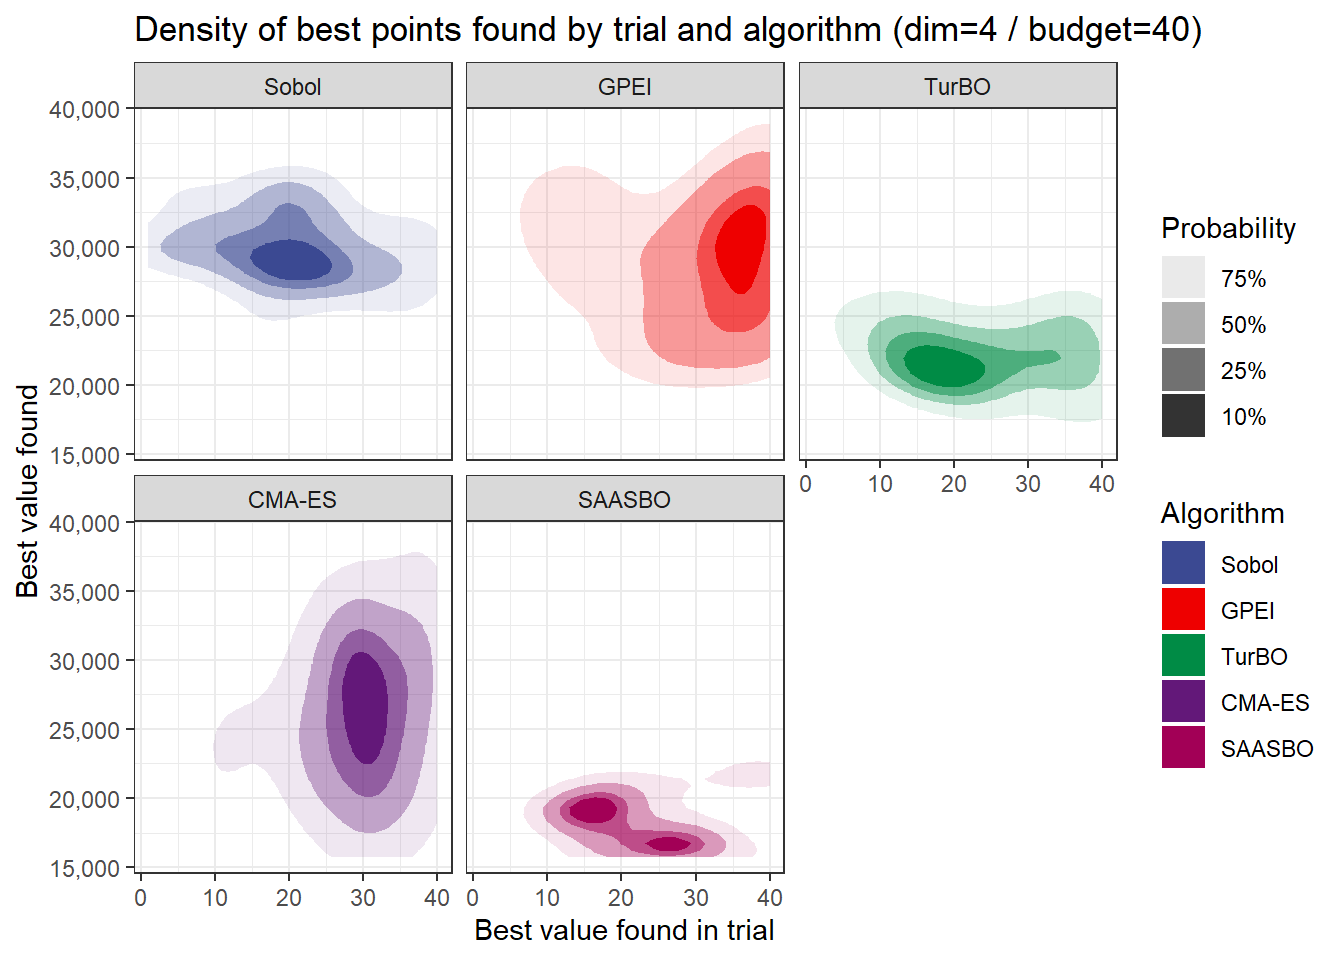 Density of best points found by trial and algorithm (dim=4 / budget=40)
Sobol
GPEI
TurBO
40,000
35,000
30,000
25,000
20,000
15,000
0 10 20 30 40
CMA-ES
SAASBO
40,000
35,000
30,000
25,000
20,000
15,000
0 10 20 30 40
0 10 20 30 40
Best value found in trial
Best value found
Probability
75%
50%
25%
10%
Algorithm
Sobol
GPEI
TurBO
CMA-ES
SAASBO